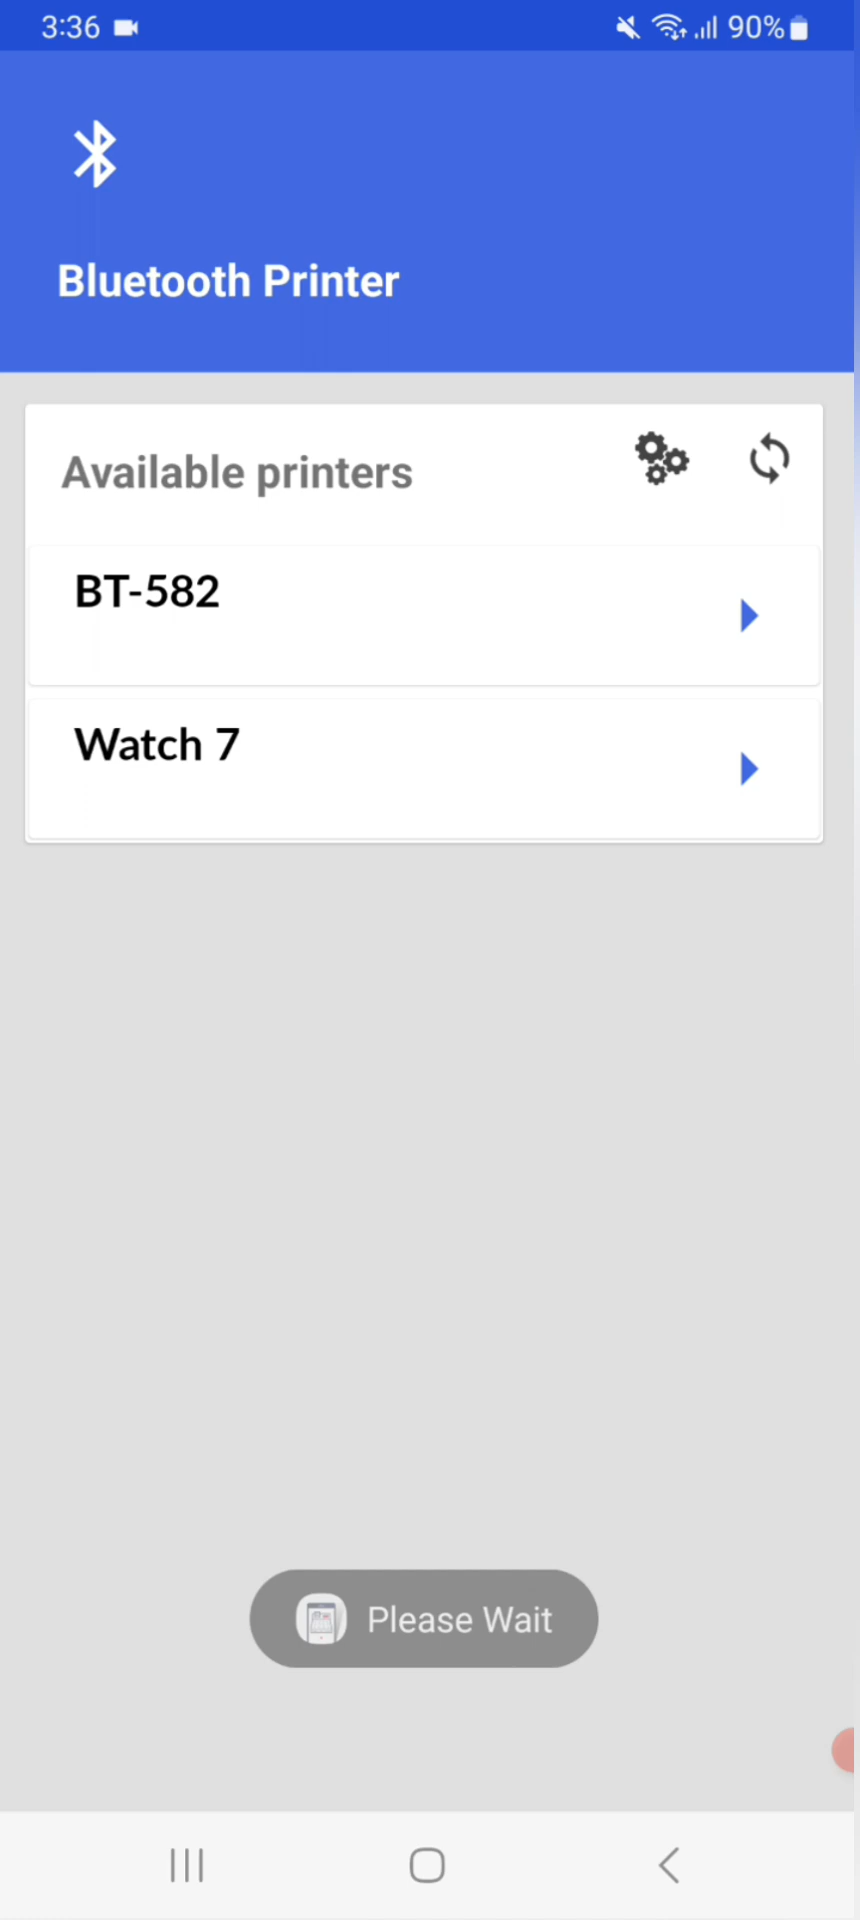 3:36 90%
Bluetooth Printer
Available printers
BT-582
Watch 7
Please Wait